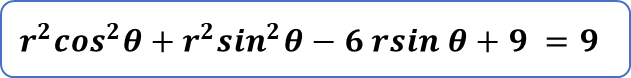 r²cos²θ + r²sin²θ − 6 rsin θ + 9 = 9